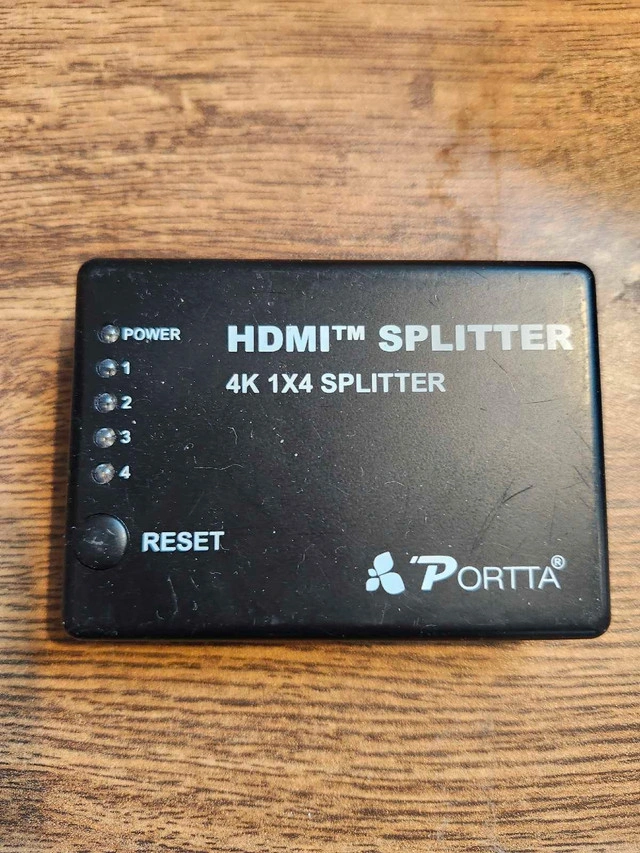 POWER
HDMI™ SPLITTER
1
4K 1X4 SPLITTER
2
3
4
RESET
PORTTA®